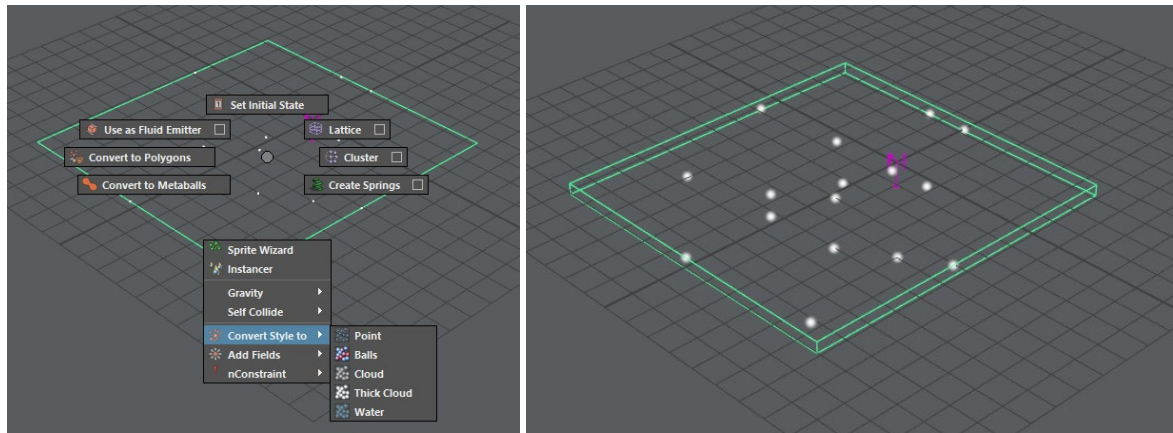 Set Initial State
Use as Fluid Emitter
Lattice
Convert to Polygons
Cluster
Convert to Metaballs
Create Springs
Sprite Wizard
Instancer
Gravity
Self Collide
Convert Style to
Point
Add Fields
Balls
nConstraint
Cloud
Thick Cloud
Water